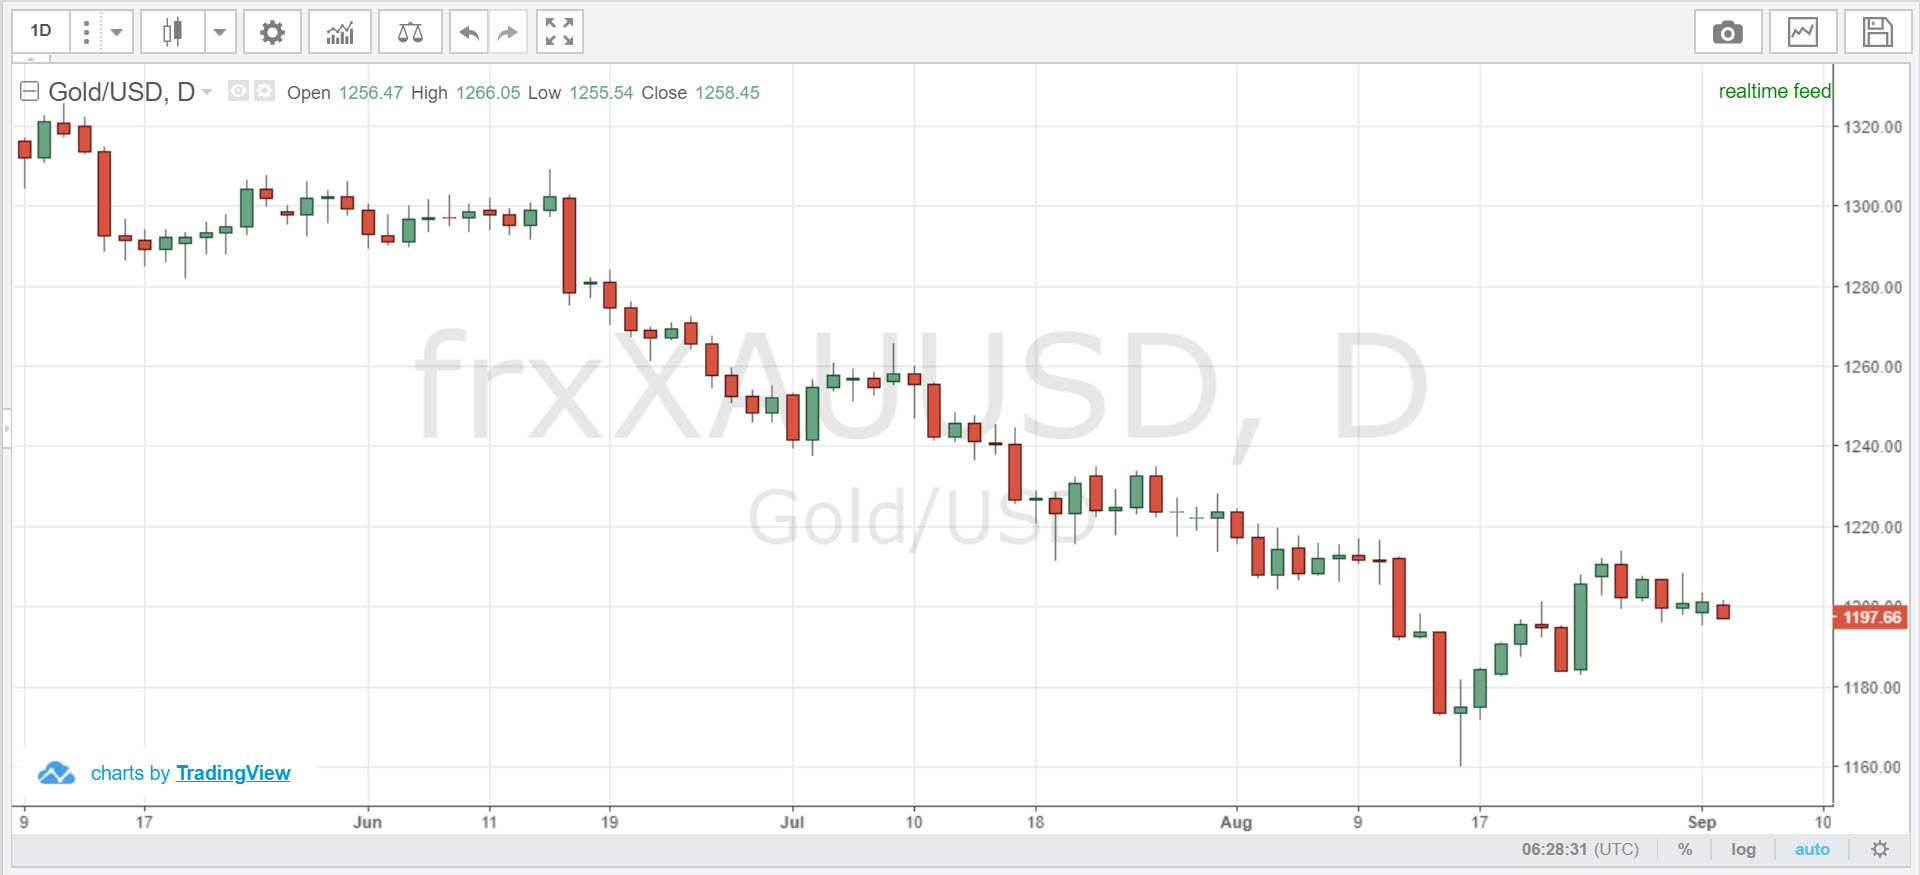 1D
Gold/USD, D Open 1256.47 High 1266.05 Low 1255.54 Close 1258.45
realtime feed
1320.00
1300.00
1280.00
1260.00
1240.00
1220.00
1200.00
1197.66
1180.00
1160.00
frxXAUUSD, D
Gold/USD
charts by TradingView
9 17 Jun 11 19 Jul 10 18 Aug 9 17 Sep 10
06:28:31 (UTC) % log auto